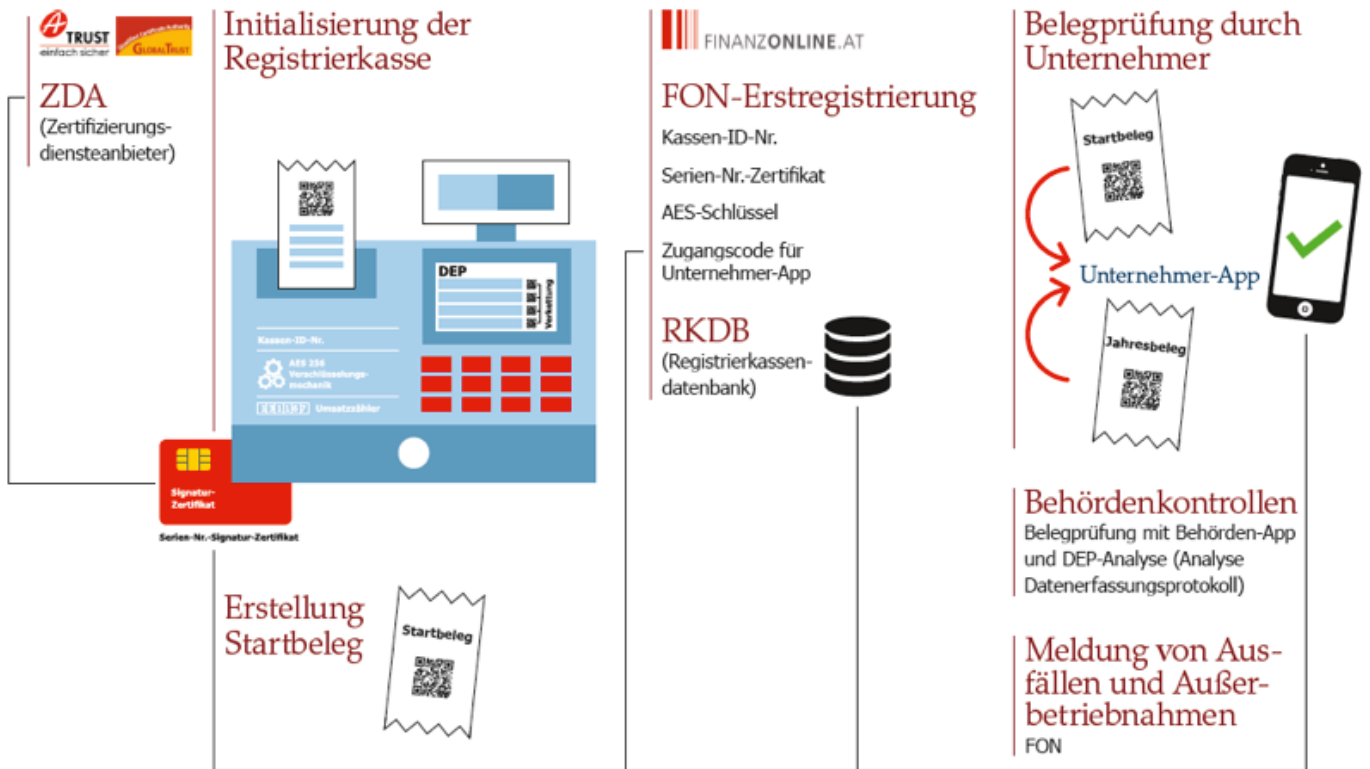 A
TRUST
einfach sicher
GLOBALTRUST
ZDA
(Zertifizierungs-
diensteanbieter)
Initialisierung der
Registrierkasse
DEP
Verkettung
Kassen-ID-Nr.
AES 256
Verschlüsselungs-
mechanik
Umsatzzähler
Signatur-
Zertifikat
Serien-Nr.-Signatur-Zertifikat
Erstellung
Startbeleg
Startbeleg
FINANZONLINE.AT
FON-Erstregistrierung
Kassen-ID-Nr.
Serien-Nr.-Zertifikat
AES-Schlüssel
Zugangscode für
Unternehmer-App
RKDB
(Registrierkassen-
datenbank)
Belegprüfung durch
Unternehmer
Startbeleg
Unternehmer-App
Jahresbeleg
Behördenkontrollen
Belegprüfung mit Behörden-App
und DEP-Analyse (Analyse
Datenerfassungsprotokoll)
Meldung von Aus-
fällen und Außer-
betriebnahmen
FON